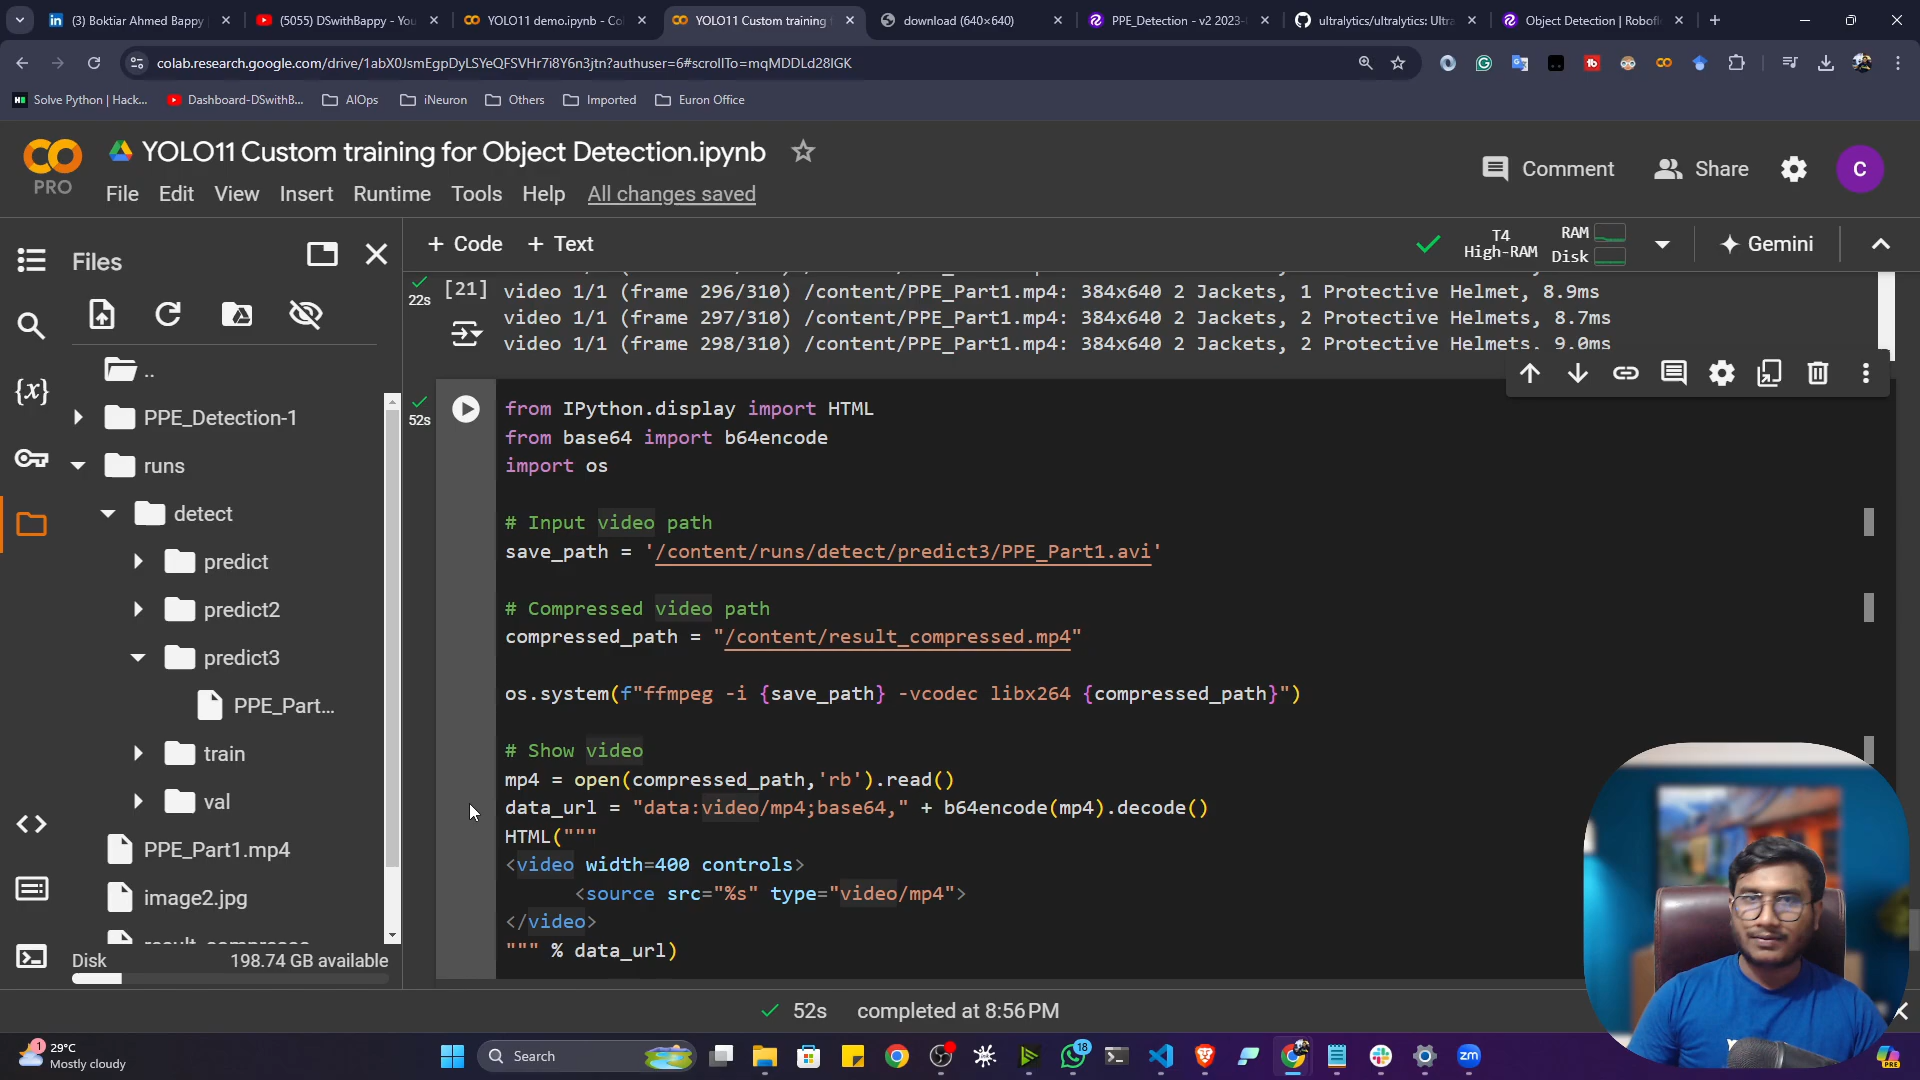 (3) Boktiar Ahmed Bappy
(5055) DSwithBappy - You
YOLO11 demo.ipynb - Co
YOLO11 Custom training
download (640×640)
PPE_Detection - v2 2023-
ultralytics/ultralytics: Ultra
Object Detection | Robofl
colab.research.google.com/drive/1abX0JsmEgpDyLSYeQFSVHr7i8Y6n3jtn?authuser=6#scrollTo=mqMDDLd28lGK
Solve Python | Hack...
Dashboard-DSwithB...
AIOps
iNeuron
Others
Imported
Euron Office
PRO
YOLO11 Custom training for Object Detection.ipynb
File Edit View Insert Runtime Tools Help All changes saved
Comment
Share
C
Files
+ Code + Text
T4
High-RAM
RAM
Disk
Gemini
..
PPE_Detection-1
runs
detect
predict
predict2
predict3
PPE_Part...
train
val
PPE_Part1.mp4
image2.jpg
Disk 198.74 GB available
22s
[21]
video 1/1 (frame 296/310) /content/PPE_Part1.mp4: 384x640 2 Jackets, 1 Protective Helmet, 8.9ms
video 1/1 (frame 297/310) /content/PPE_Part1.mp4: 384x640 2 Jackets, 2 Protective Helmets, 8.7ms
video 1/1 (frame 298/310) /content/PPE_Part1.mp4: 384x640 2 Jackets, 2 Protective Helmets, 9.0ms
52s
from IPython.display import HTML
from base64 import b64encode
import os
# Input video path
save_path = '/content/runs/detect/predict3/PPE_Part1.avi'
# Compressed video path
compressed_path = "/content/result_compressed.mp4"
os.system(f"ffmpeg -i {save_path} -vcodec libx264 {compressed_path}")
# Show video
mp4 = open(compressed_path,'rb').read()
data_url = "data:video/mp4;base64," + b64encode(mp4).decode()
HTML("""
<video width=400 controls>
<source src="%s" type="video/mp4">
</video>
""" % data_url)
52s completed at 8:56 PM
1
29°C
Mostly cloudy
Search
18
zm
PRE